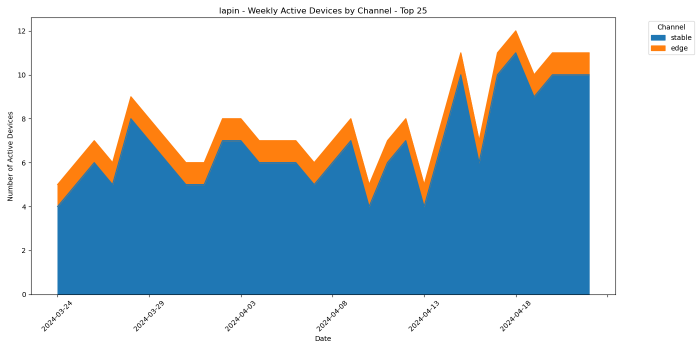 lapin - Weekly Active Devices by Channel - Top 25
Channel
stable
edge
Number of Active Devices
12
10
8
6
4
2
0
2024-03-24
2024-03-29
2024-04-03
2024-04-08
2024-04-13
2024-04-18
Date